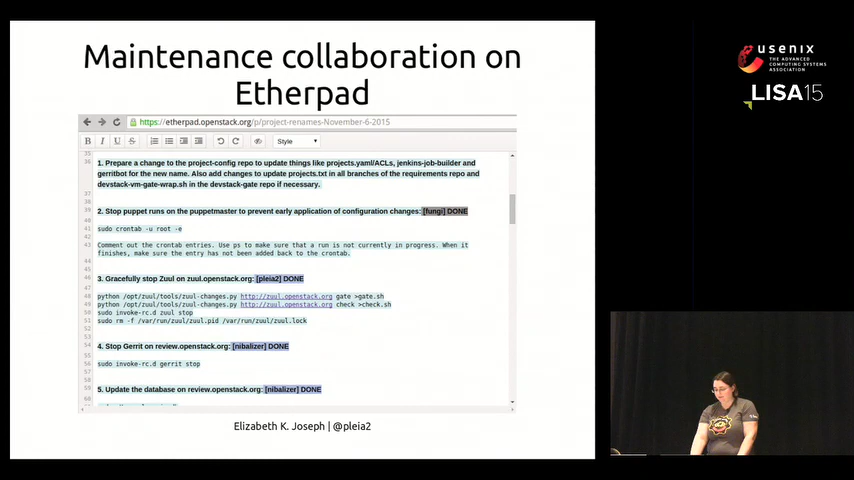 Maintenance collaboration on
Etherpad
https://etherpad.openstack.org/p/project-renames-November-6-2015
B I U S
Style
35
36 1. Prepare a change to the project-config repo to update things like projects.yaml/ACLs, jenkins-job-builder and
gerritbot for the new name. Also add changes to update projects.txt in all branches of the requirements repo and
devstack-vm-gate-wrap.sh in the devstack-gate repo if necessary.
37
38
39 2. Stop puppet runs on the puppetmaster to prevent early application of configuration changes: [fungi] DONE
40
41 sudo crontab -u root -e
42
43 Comment out the crontab entries. Use ps to make sure that a run is not currently in progress. When it
finishes, make sure the entry has not been added back to the crontab.
44
45
46 3. Gracefully stop Zuul on zuul.openstack.org: [pleia2] DONE
47
48 python /opt/zuul/tools/zuul-changes.py http://zuul.openstack.org gate >gate.sh
49 python /opt/zuul/tools/zuul-changes.py http://zuul.openstack.org check >check.sh
50 sudo invoke-rc.d zuul stop
51 sudo rm -f /var/run/zuul/zuul.pid /var/run/zuul/zuul.lock
52
53
54 4. Stop Gerrit on review.openstack.org: [nibalizer] DONE
55
56 sudo invoke-rc.d gerrit stop
57
58
59 5. Update the database on review.openstack.org: [nibalizer] DONE
60
Elizabeth K. Joseph | @pleia2
usenix
THE ADVANCED
COMPUTING SYSTEMS
ASSOCIATION
LISA15